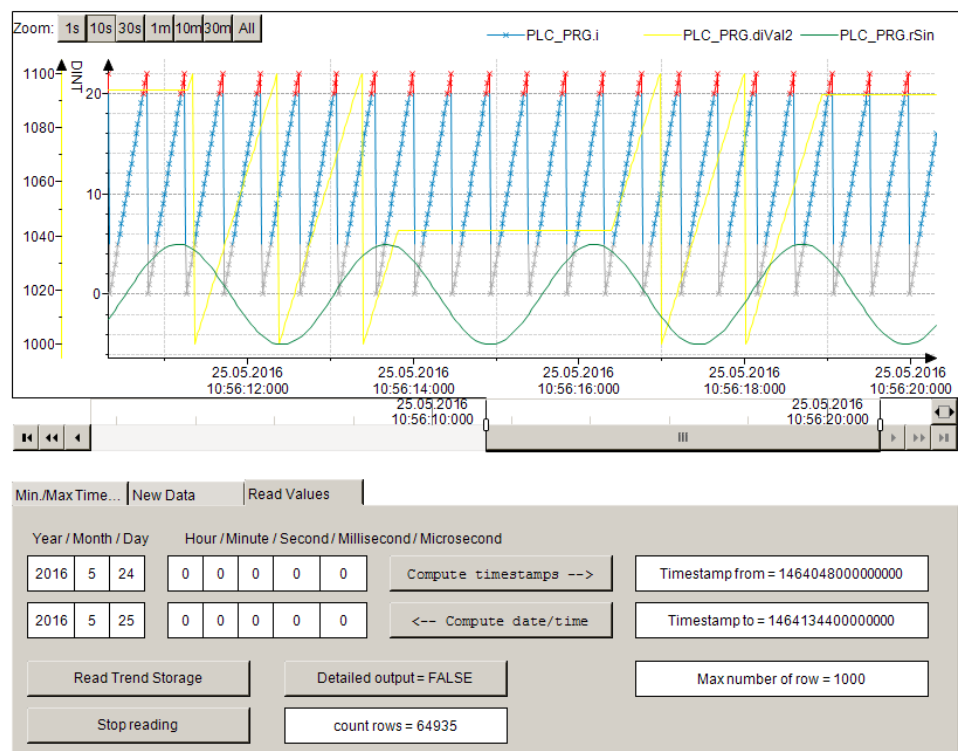 Zoom: 1s 10s 30s 1m 10m 30m All
PLC_PRG.i PLC_PRG.diVal2 PLC_PRG.rSin
DINT
1100
1080
1060
1040
1020
1000
20
10
0
25.05.2016 25.05.2016 25.05.2016 25.05.2016 25.05.2016
10:56:12:000 10:56:14:000 10:56:16:000 10:56:18:000 10:56:20:000
25.05.2016 25.05.2016
10:56:10:000 10:56:20:000
Min./Max Time... New Data Read Values
Year / Month / Day Hour / Minute / Second / Millisecond / Microsecond
2016 5 24 0 0 0 0 0 Compute timestamps --> Timestamp from = 1464048000000000
2016 5 25 0 0 0 0 0 <-- Compute date/time Timestamp to = 1464134400000000
Read Trend Storage Detailed output = FALSE Max number of row = 1000
Stop reading count rows = 64935